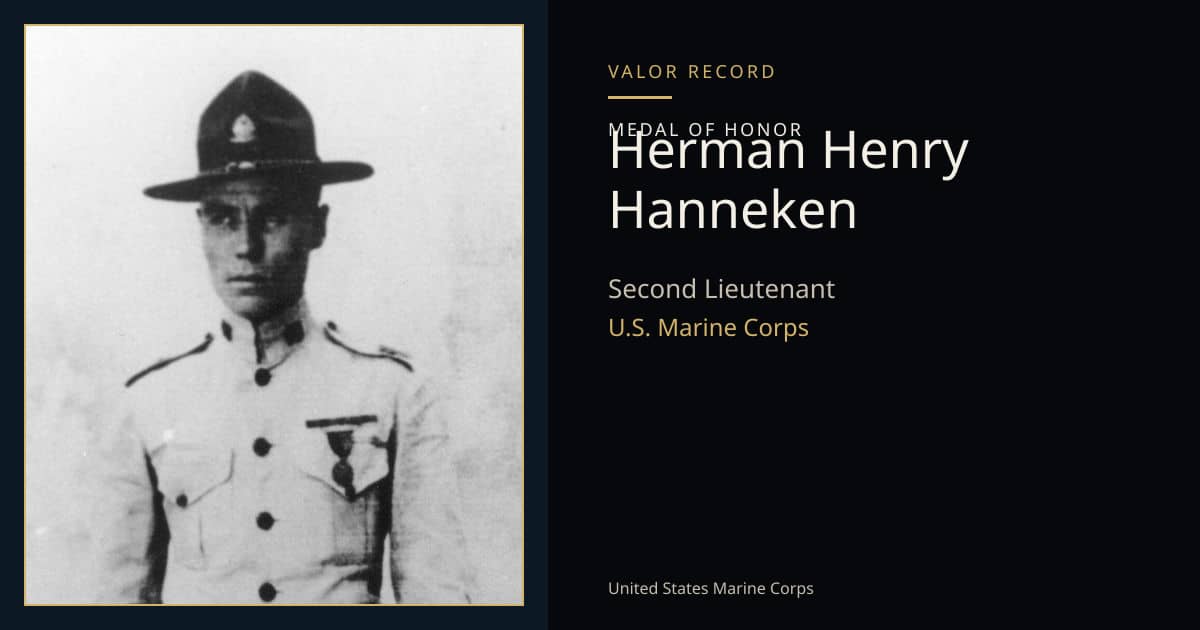 VALOR RECORD
MEDAL OF HONOR
Herman Henry
Hanneken
Second Lieutenant
U.S. Marine Corps
United States Marine Corps